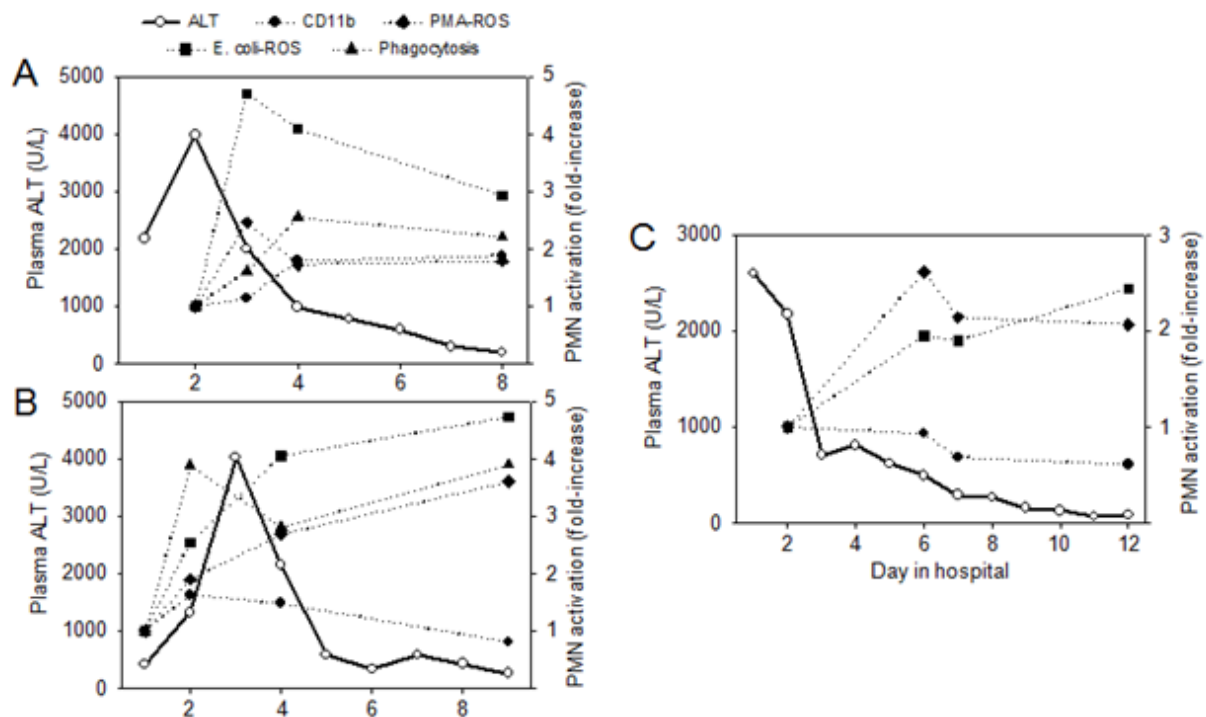 ALT CD11b PMA-ROS
E. coli-ROS Phagocytosis
A
Plasma ALT (U/L)
5000
4000
3000
2000
1000
0
2 4 6 8
5
4
3
2
1
PMN activation (fold-increase)
B
Plasma ALT (U/L)
5000
4000
3000
2000
1000
0
2 4 6 8
5
4
3
2
1
PMN activation (fold-increase)
C
Plasma ALT (U/L)
3000
2000
1000
0
2 4 6 8 10 12
Day in hospital
3
2
1
PMN activation (fold-increase)